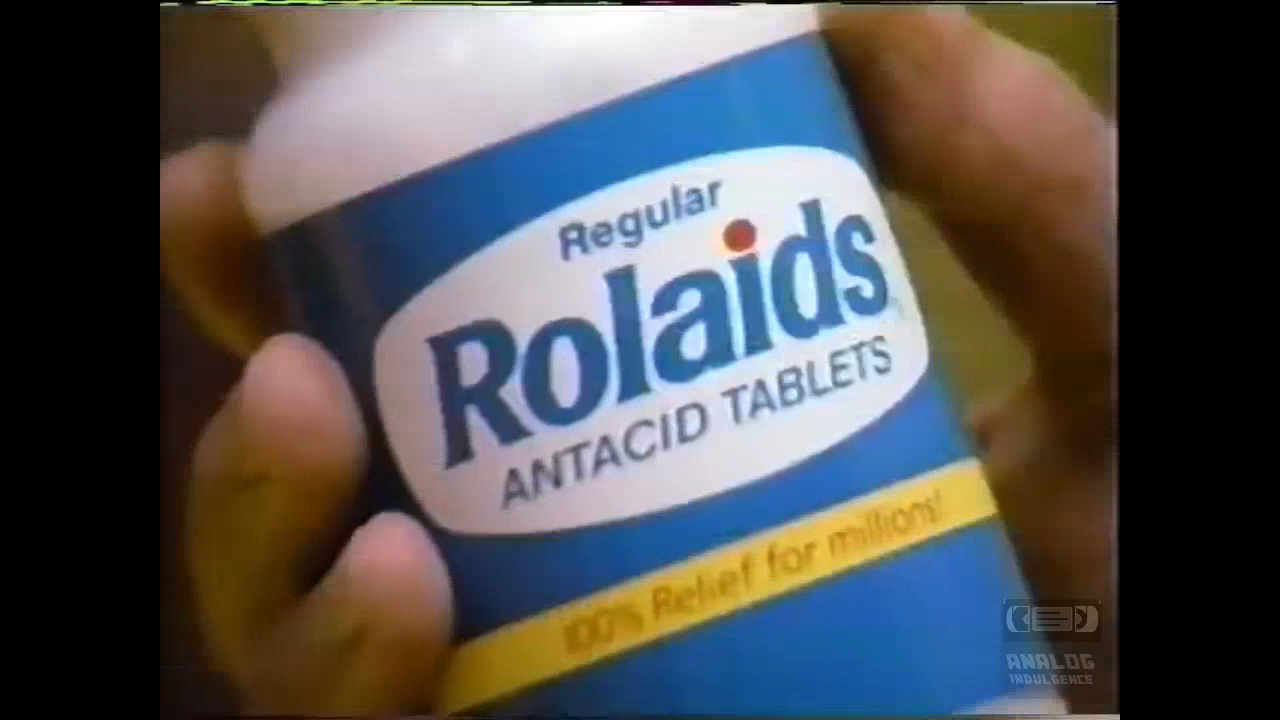 Regular
Rolaids
ANTACID TABLETS
100% Relief for millions!
ANALOG
INDULGENCE